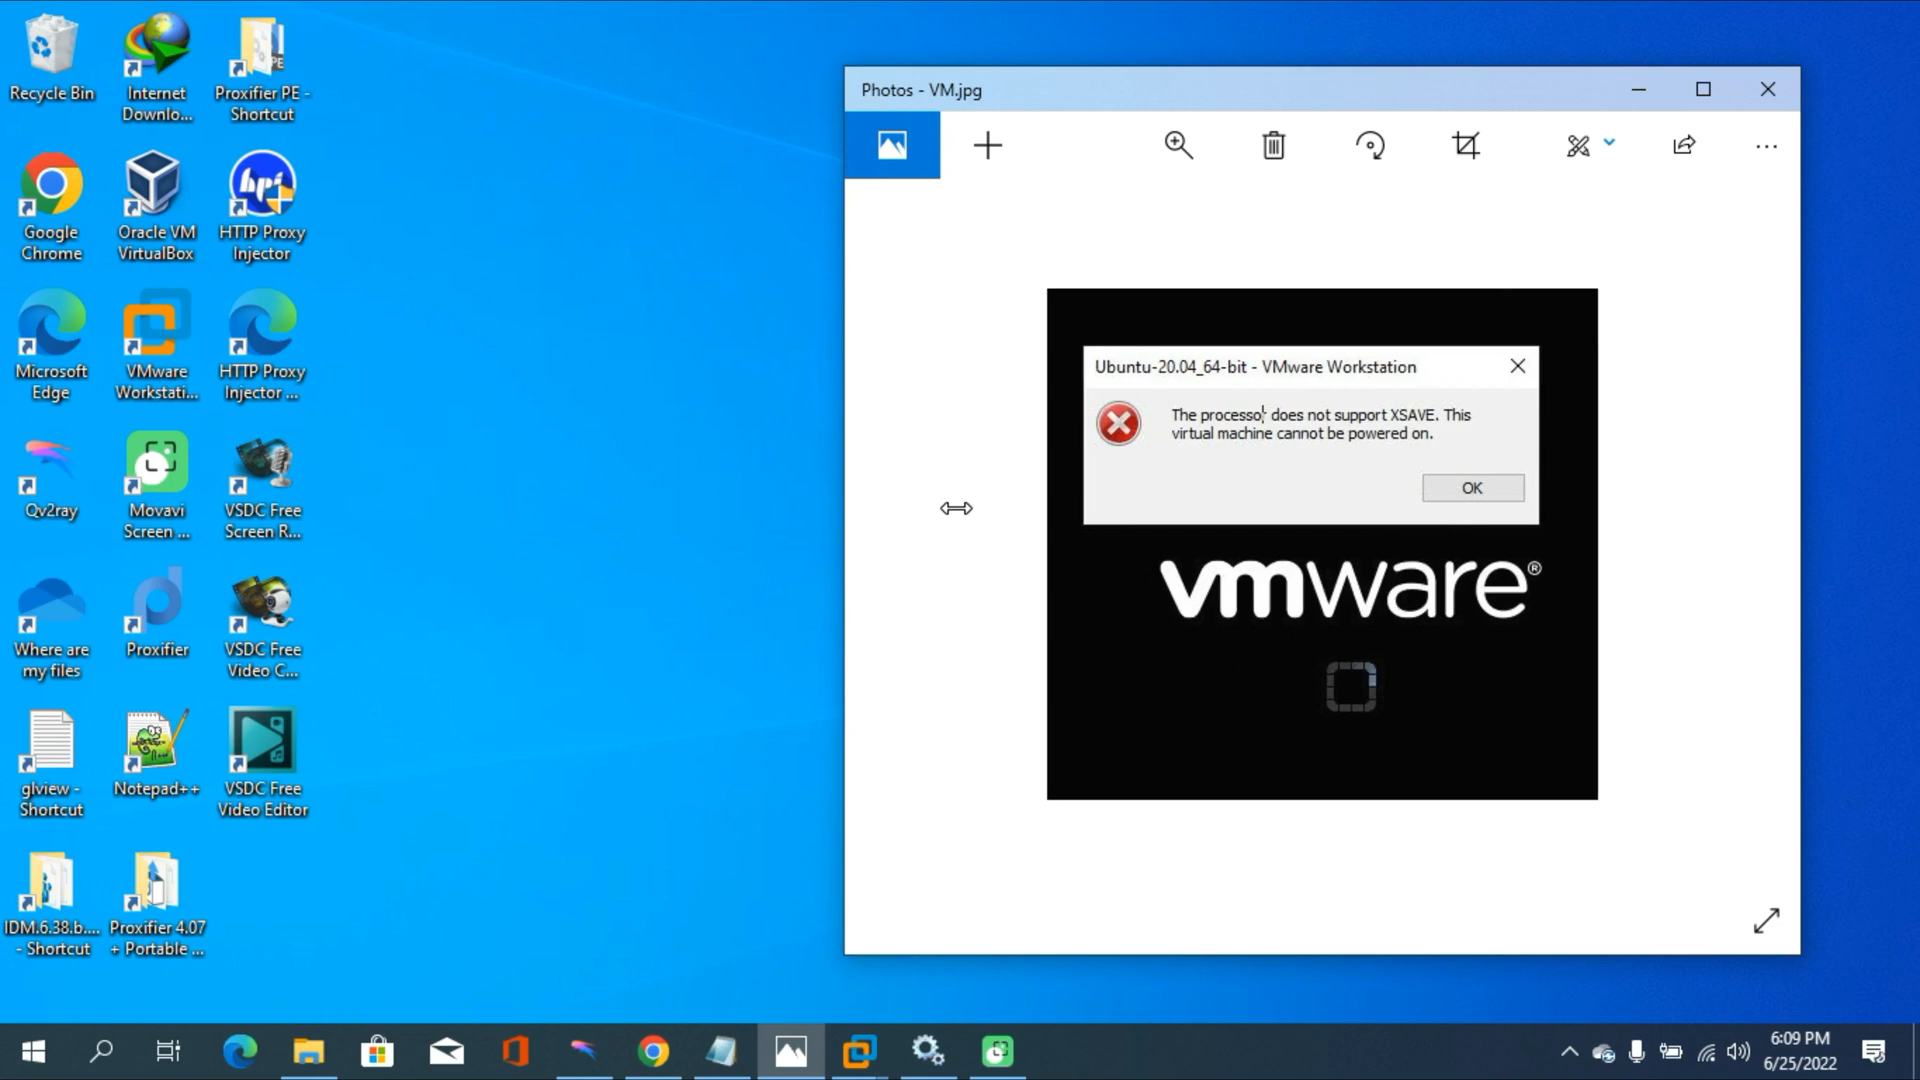 Recycle Bin
Internet
Downlo...
Proxifier PE -
Shortcut
Google
Chrome
Oracle VM
VirtualBox
HTTP Proxy
Injector
Microsoft
Edge
VMware
Workstati...
HTTP Proxy
Injector ...
Qv2ray
Movavi
Screen ...
VSDC Free
Screen R...
Where are
my files
Proxifier
VSDC Free
Video C...
glview -
Shortcut
Notepad++
VSDC Free
Video Editor
IDM.6.38.b....
- Shortcut
Proxifier 4.07
+ Portable ...
hpi
PE
Photos - VM.jpg
Ubuntu-20.04_64-bit - VMware Workstation
The processor does not support XSAVE. This
virtual machine cannot be powered on.
OK
vmware®
6:09 PM
6/25/2022